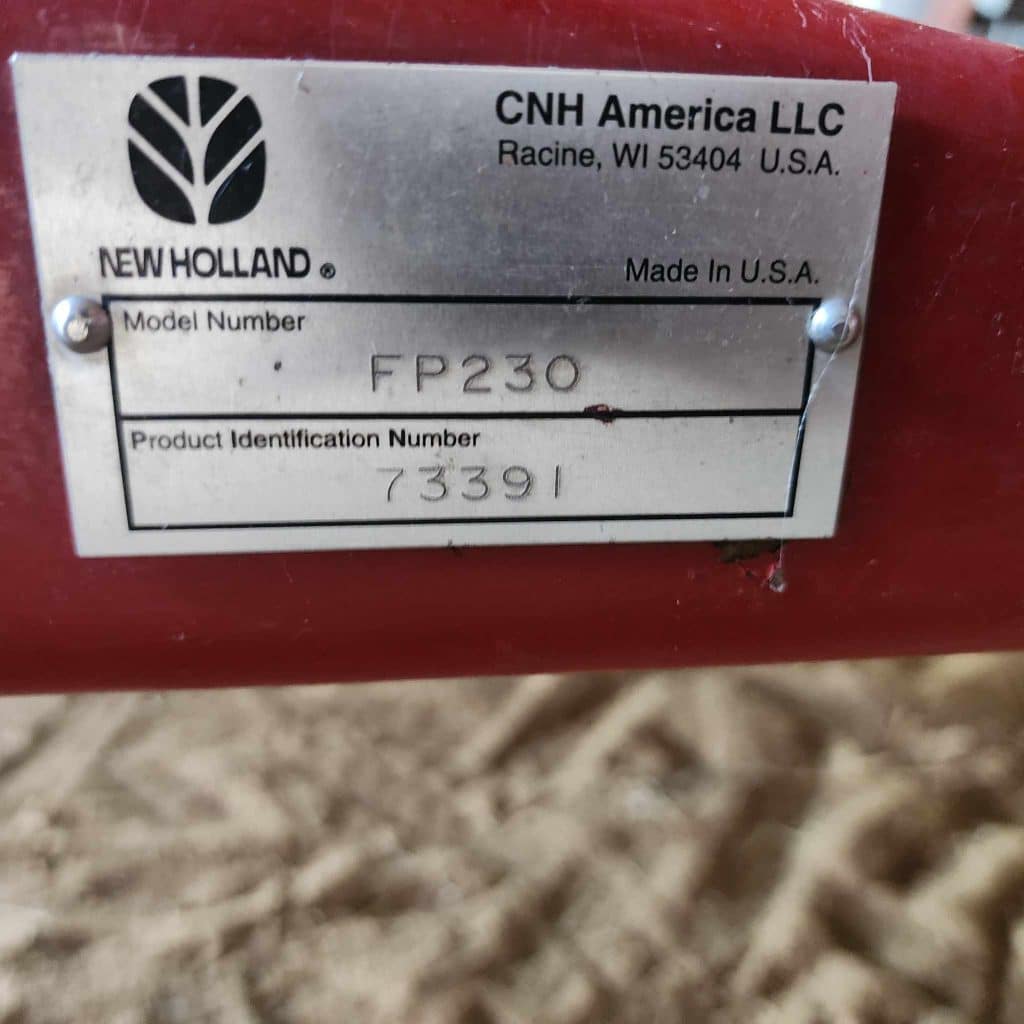 CNH America LLC
Racine, WI 53404 U.S.A.
NEW HOLLAND ®
Made In U.S.A.
Model Number
FP230
Product Identification Number
73391